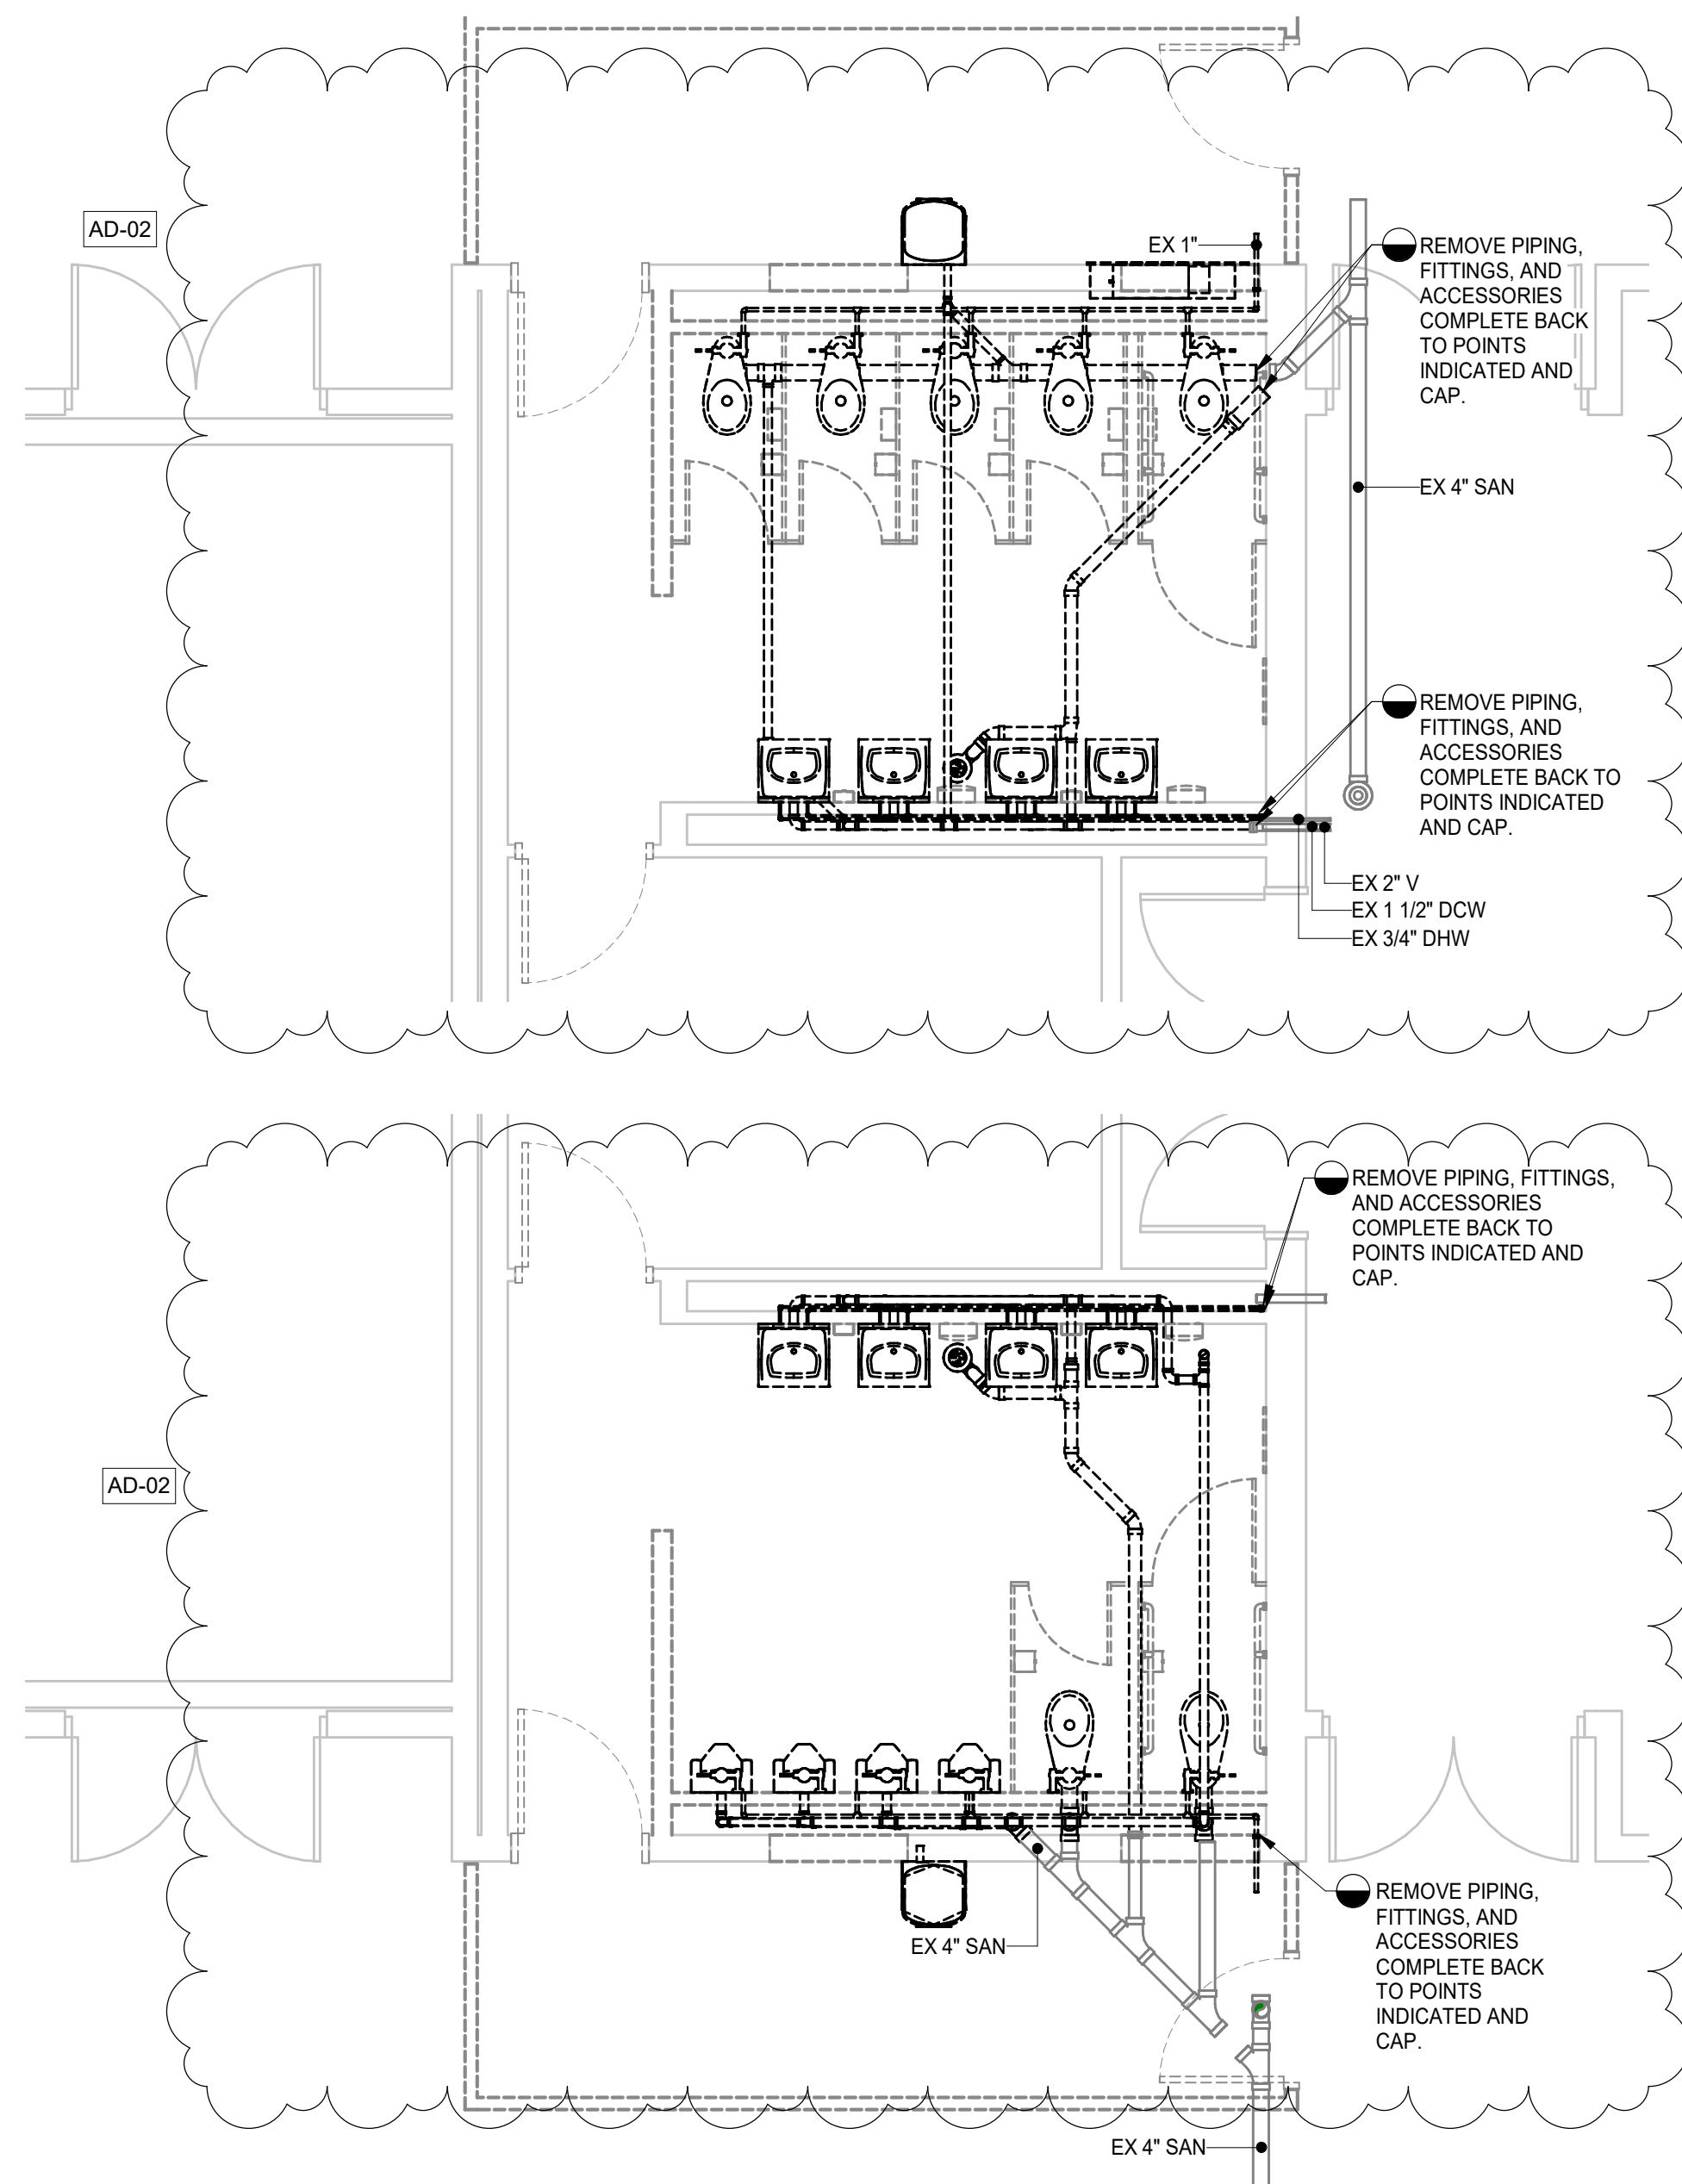 AD-02
EX 1"
REMOVE PIPING,
FITTINGS, AND
ACCESSORIES
COMPLETE BACK
TO POINTS
INDICATED AND
CAP.
EX 4" SAN
REMOVE PIPING,
FITTINGS, AND
ACCESSORIES
COMPLETE BACK TO
POINTS INDICATED
AND CAP.
EX 2" V
EX 1 1/2" DCW
EX 3/4" DHW
REMOVE PIPING, FITTINGS,
AND ACCESSORIES
COMPLETE BACK TO
POINTS INDICATED AND
CAP.
AD-02
EX 4" SAN
REMOVE PIPING,
FITTINGS, AND
ACCESSORIES
COMPLETE BACK
TO POINTS
INDICATED AND
CAP.
EX 4" SAN